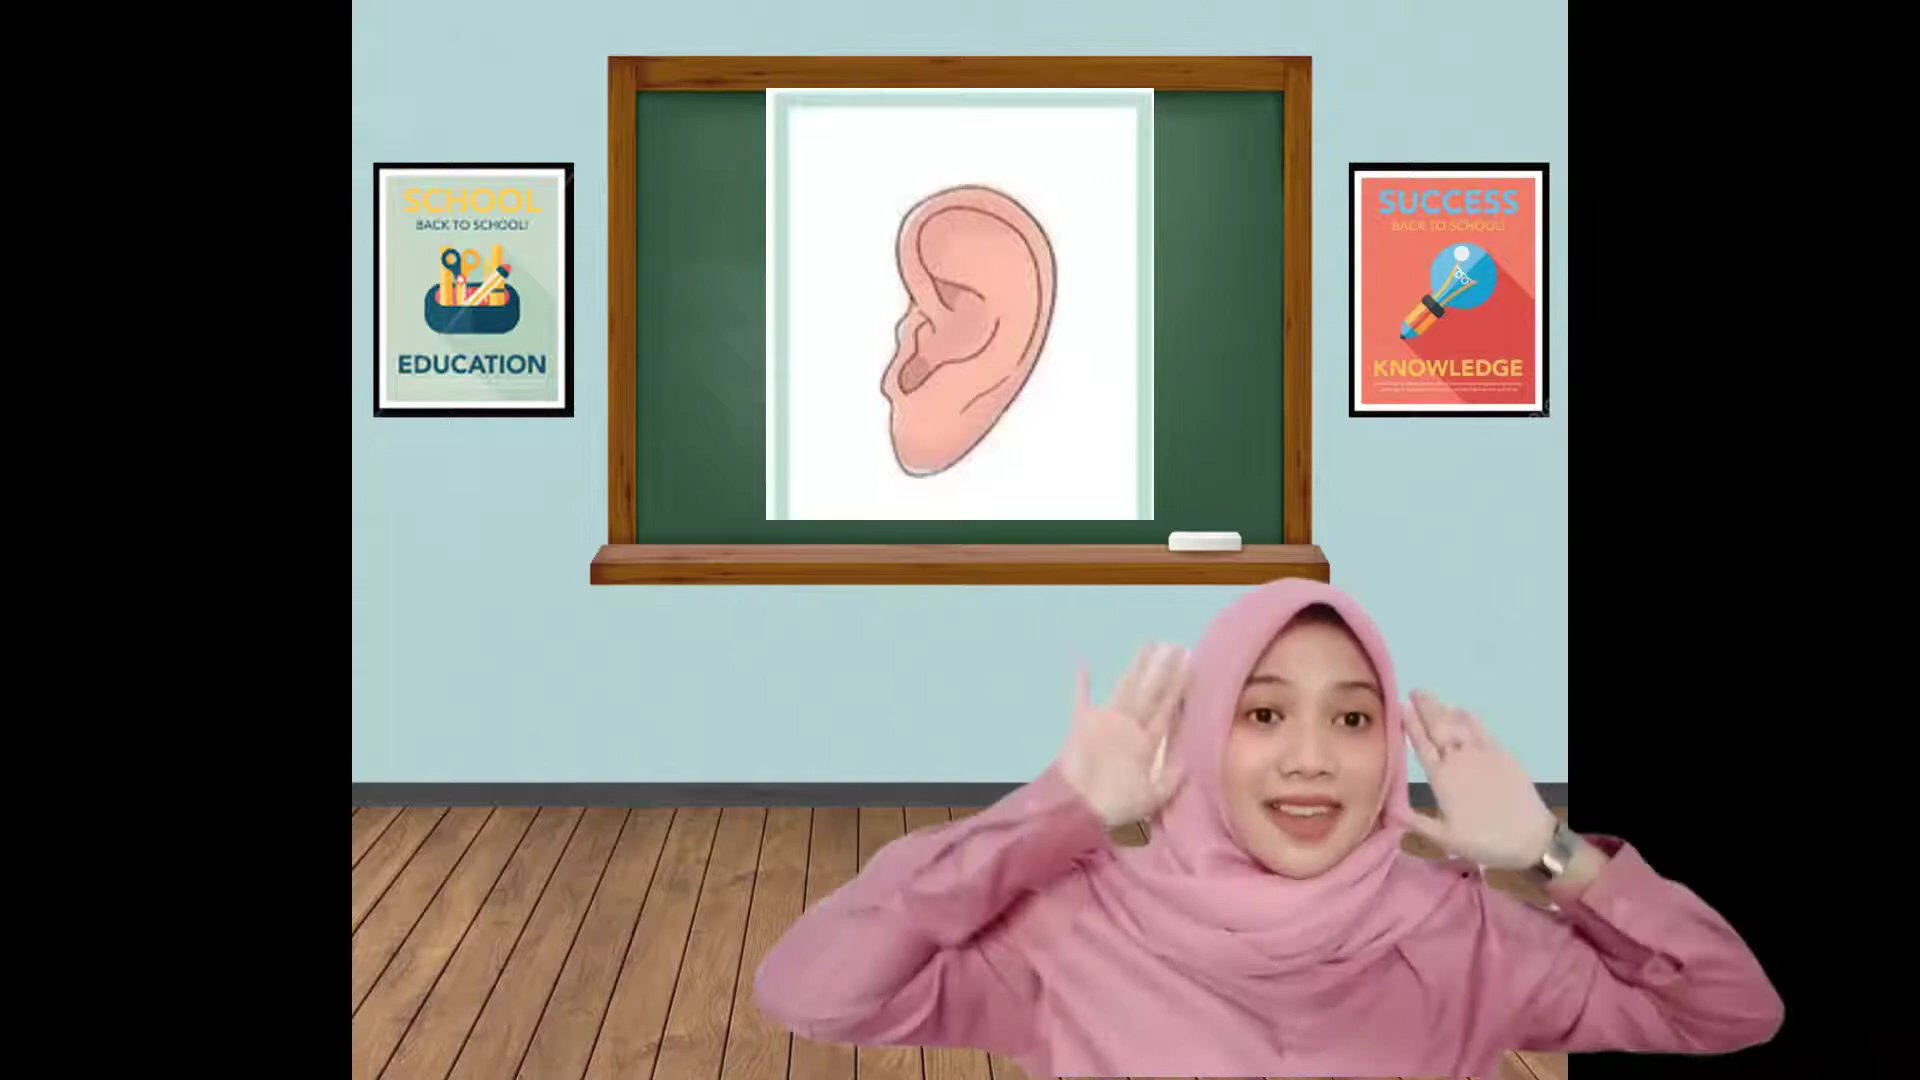 SCHOOL
BACK TO SCHOOL!
EDUCATION
SUCCESS
BACK TO SCHOOL!
KNOWLEDGE